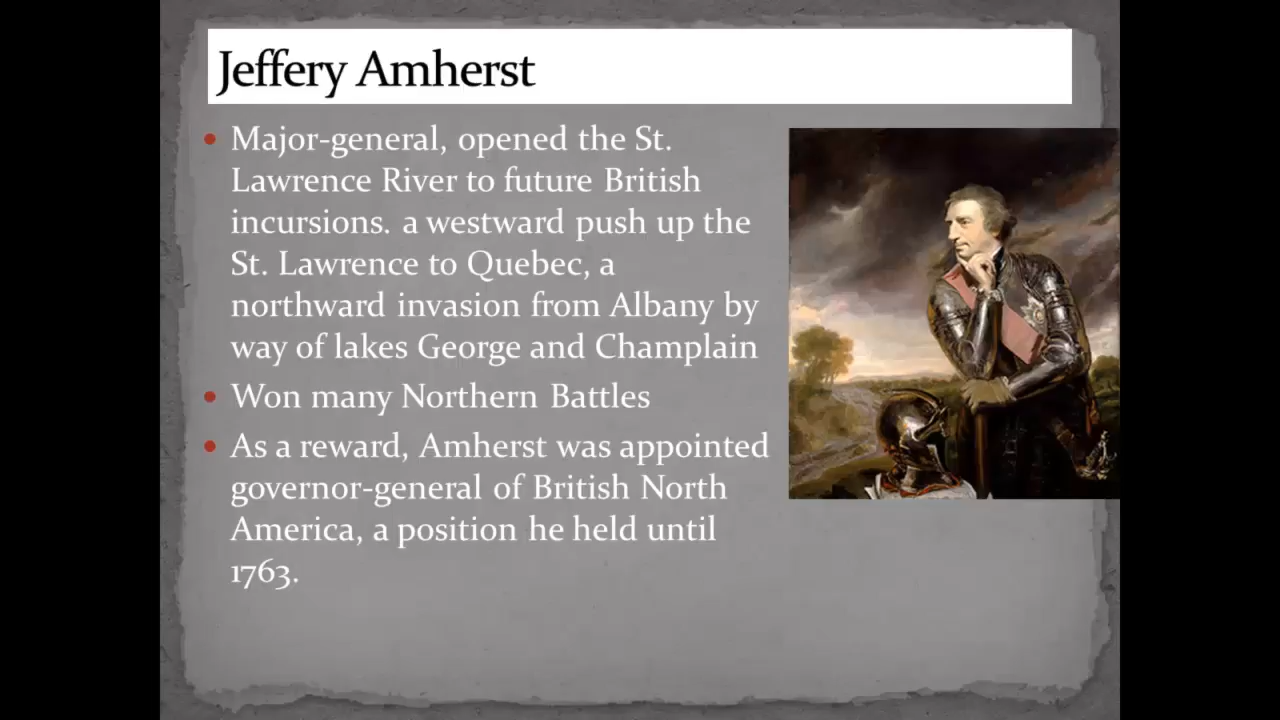 Jeffery Amherst
Major-general, opened the St.
Lawrence River to future British
incursions. a westward push up the
St. Lawrence to Quebec, a
northward invasion from Albany by
way of lakes George and Champlain
Won many Northern Battles
As a reward, Amherst was appointed
governor-general of British North
America, a position he held until
1763.